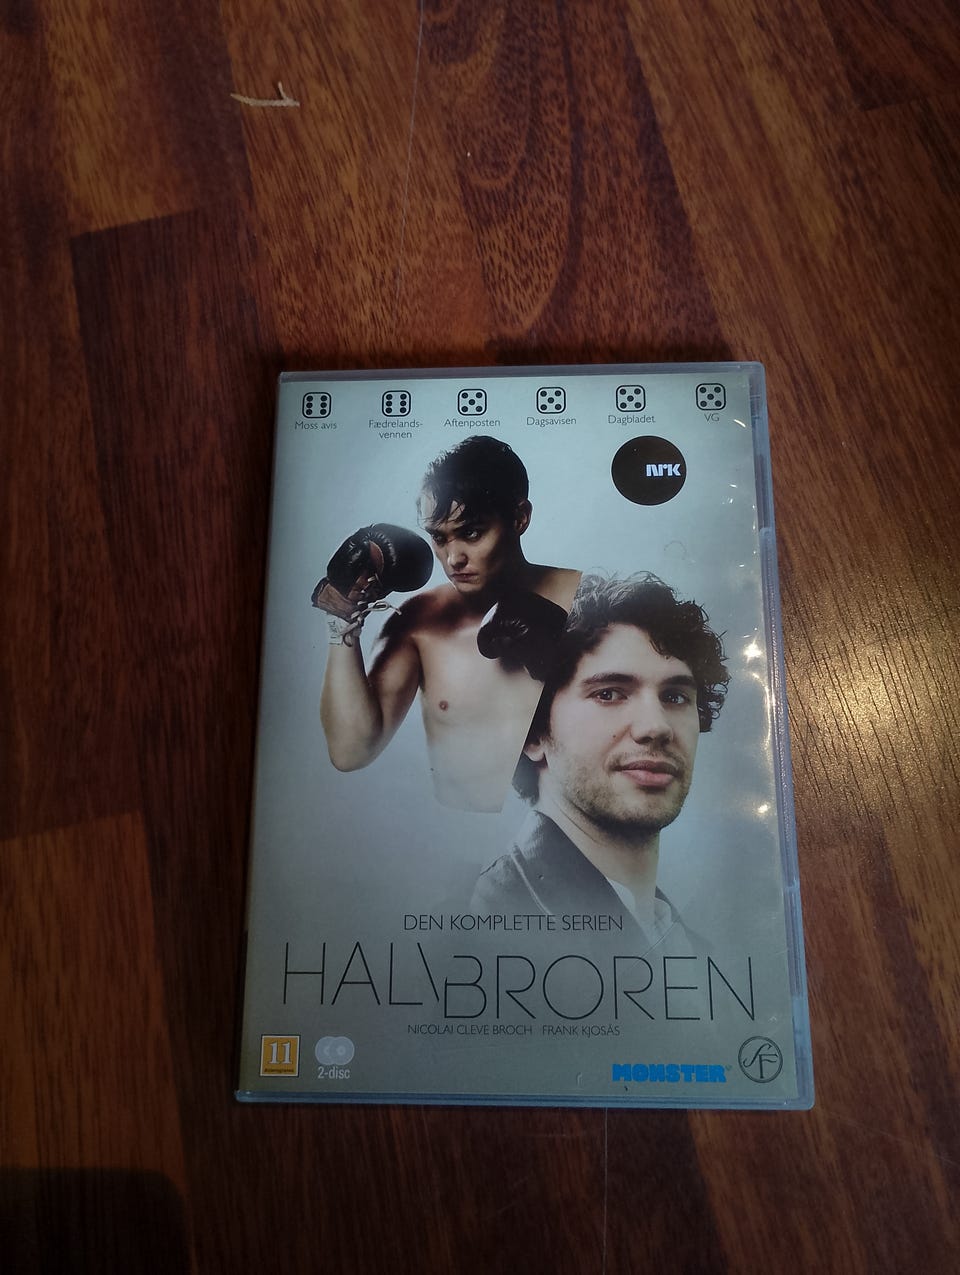 Moss avis
Fædrelands-
vennen
Aftenposten
Dagsavisen
Dagbladet
VG
nrk
DEN KOMPLETTE SERIEN
HALVBROREN
NICOLAI CLEVE BROCH FRANK KJOSÅS
11
2-disc
MONSTER
SF